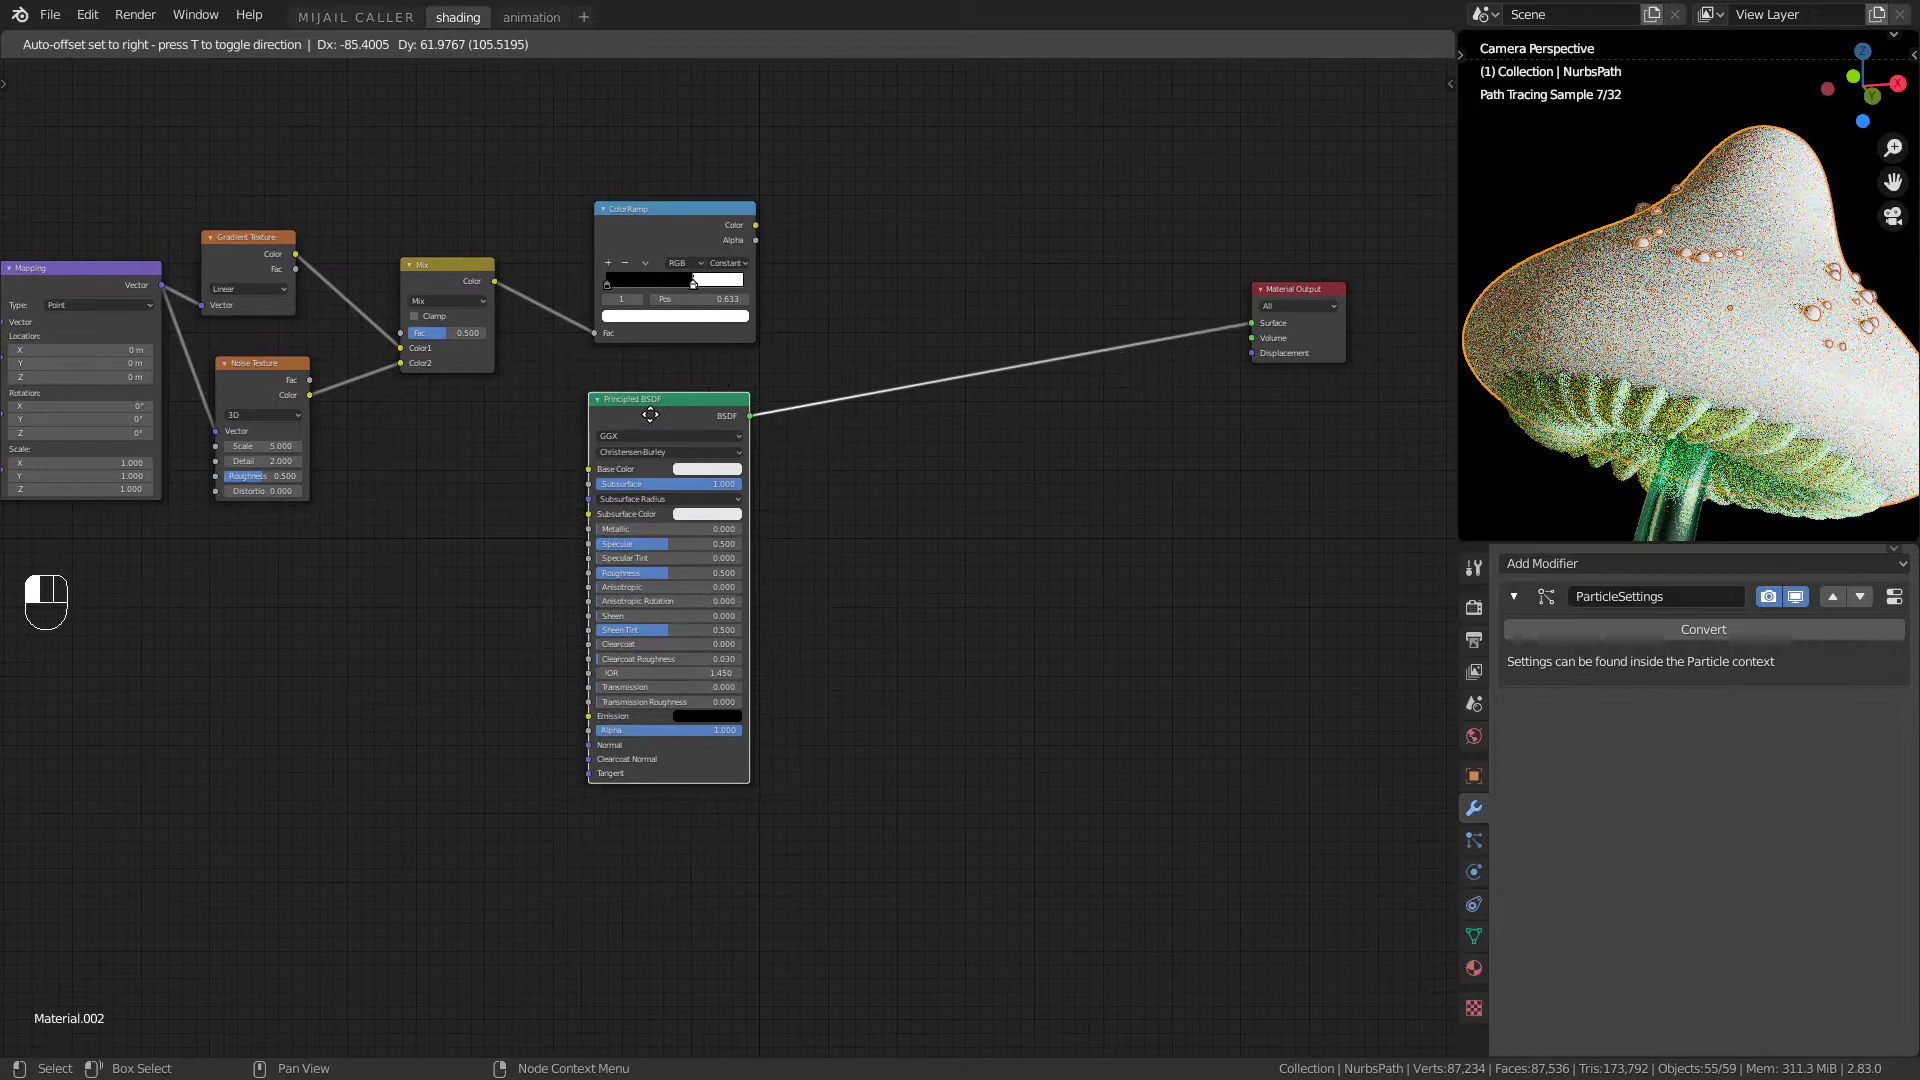 File Edit Render Window Help MIJAIL CALLER shading animation Scene View Layer
Auto-offset set to right - press T to toggle direction | Dx: -85.4005 Dy: 61.9767 (105.5195)
Camera Perspective
(1) Collection | NurbsPath
Path Tracing Sample 7/32
Z
X
Y
Mapping
Vector
Type: Point
Vector
Location:
X 0 m
Y 0 m
Z 0 m
Rotation:
X 0°
Y 0°
Z 0°
Scale:
X 1.000
Y 1.000
Z 1.000
Gradient Texture
Color
Fac
Linear
Vector
Noise Texture
Fac
Color
3D
Vector
Scale 5.000
Detail 2.000
Roughness 0.500
Distortio 0.000
Mix
Color
Mix
Clamp
Fac 0.500
Color1
Color2
ColorRamp
Color
Alpha
RGB Constant
1 Pos 0.633
Fac
Principled BSDF
BSDF
GGX
Christensen-Burley
Base Color
Subsurface 1.000
Subsurface Radius
Subsurface Color
Metallic 0.000
Specular 0.500
Specular Tint 0.000
Roughness 0.500
Anisotropic 0.000
Anisotropic Rotation 0.000
Sheen 0.000
Sheen Tint 0.500
Clearcoat 0.000
Clearcoat Roughness 0.030
IOR 1.450
Transmission 0.000
Transmission Roughness 0.000
Emission
Alpha 1.000
Normal
Clearcoat Normal
Tangent
Material Output
All
Surface
Volume
Displacement
Add Modifier
ParticleSettings
Convert
Settings can be found inside the Particle context
Material.002
Select Box Select Pan View Node Context Menu Collection | NurbsPath | Verts:87,234 | Faces:87,536 | Tris:173,792 | Objects:55/59 | Mem: 311.3 MiB | 2.83.0